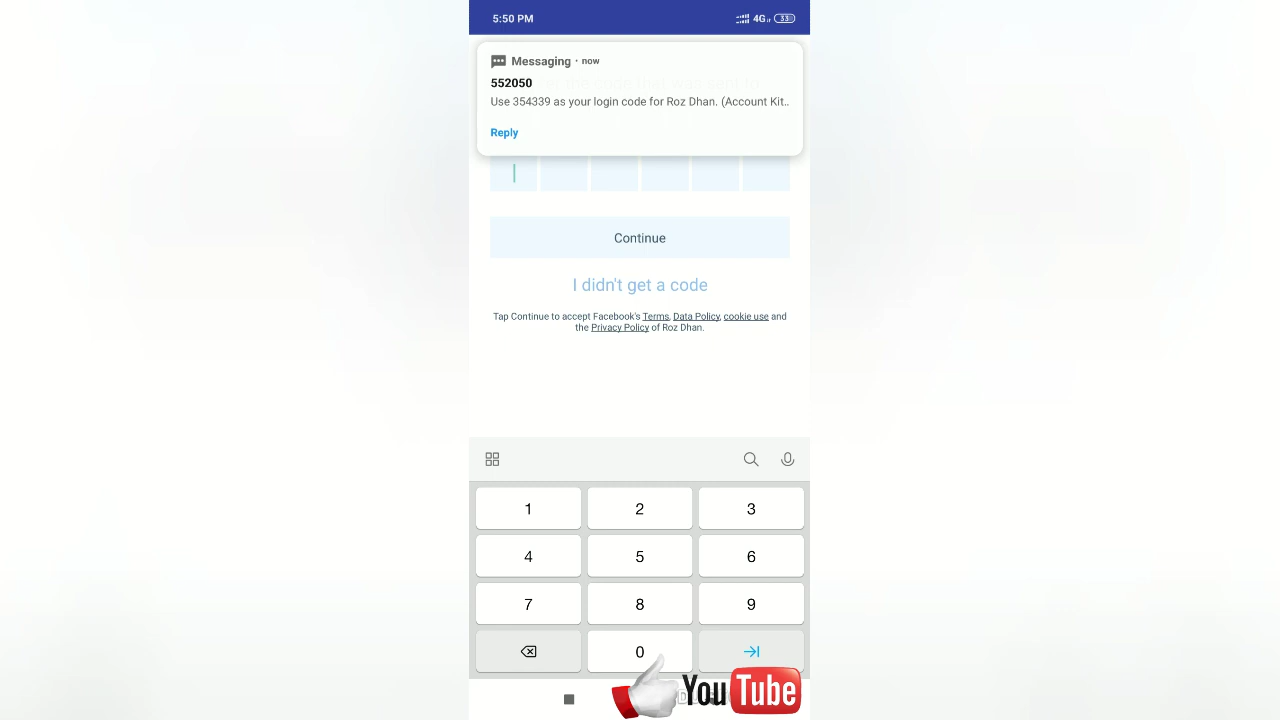 5:50 PM
4G
33
Messaging · now
552050
Use 354339 as your login code for Roz Dhan. (Account Kit..
Reply
Continue
I didn't get a code
Tap Continue to accept Facebook's Terms, Data Policy, cookie use and
the Privacy Policy of Roz Dhan.
1 2 3
4 5 6
7 8 9
0
YouTube